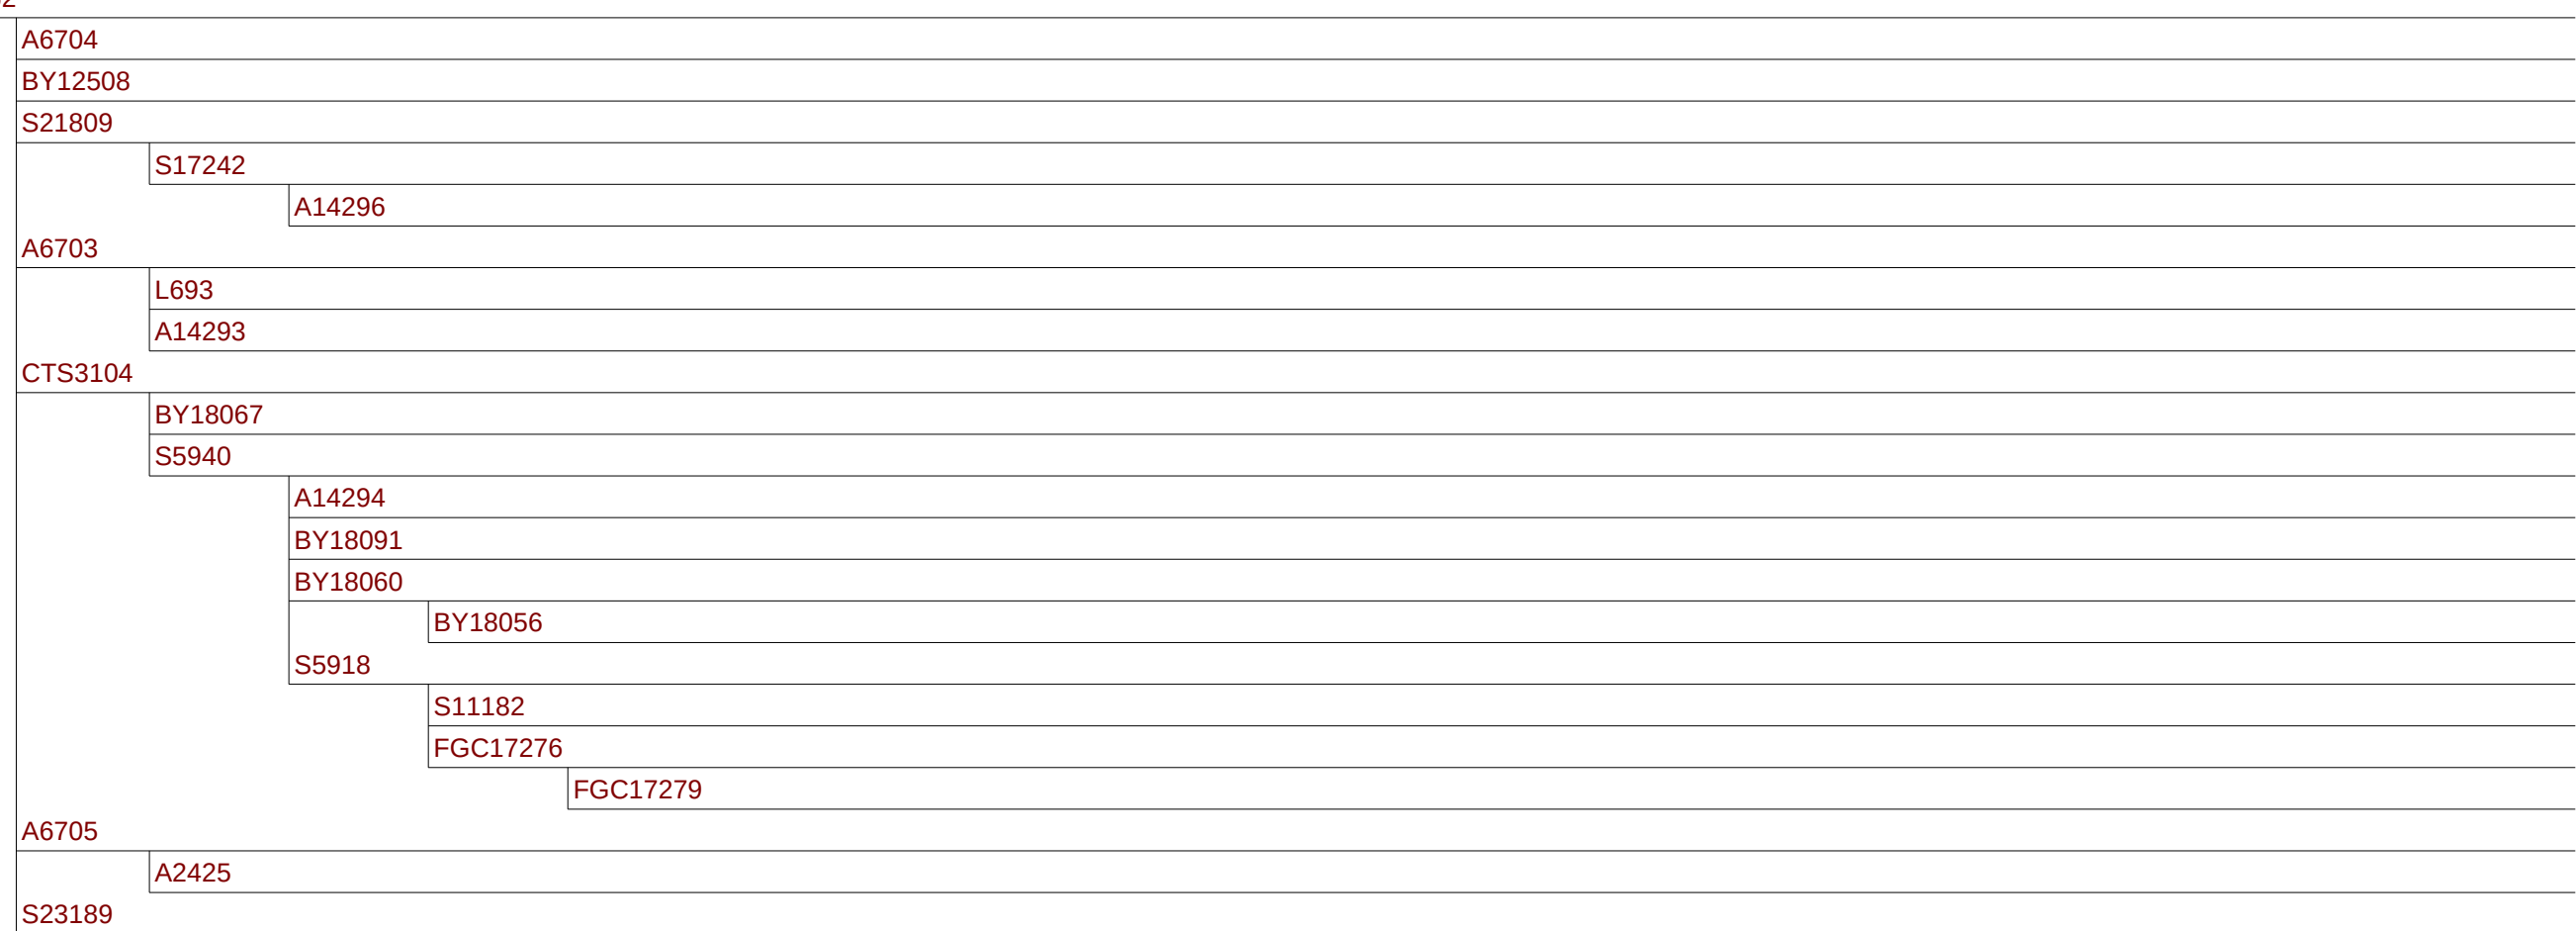 A6704
BY12508
S21809
S17242
A14296
A6703
L693
A14293
CTS3104
BY18067
S5940
A14294
BY18091
BY18060
BY18056
S5918
S11182
FGC17276
FGC17279
A6705
A2425
S23189